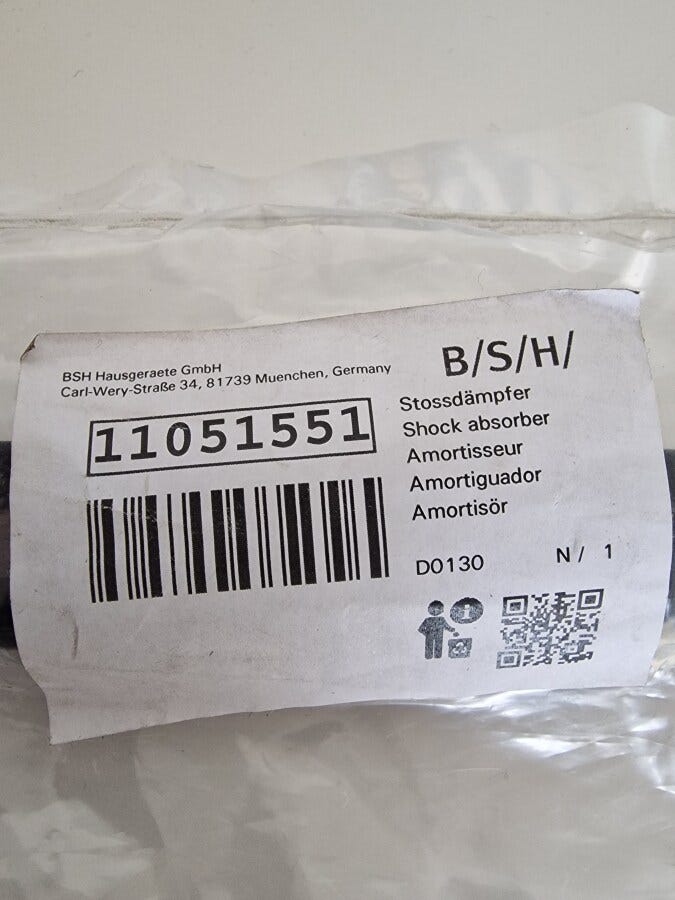 BSH Hausgeraete GmbH
Carl-Wery-Straße 34, 81739 Muenchen, Germany
B/S/H/
11051551
Stossdämpfer
Shock absorber
Amortisseur
Amortiguador
Amortisör
D0130 N / 1